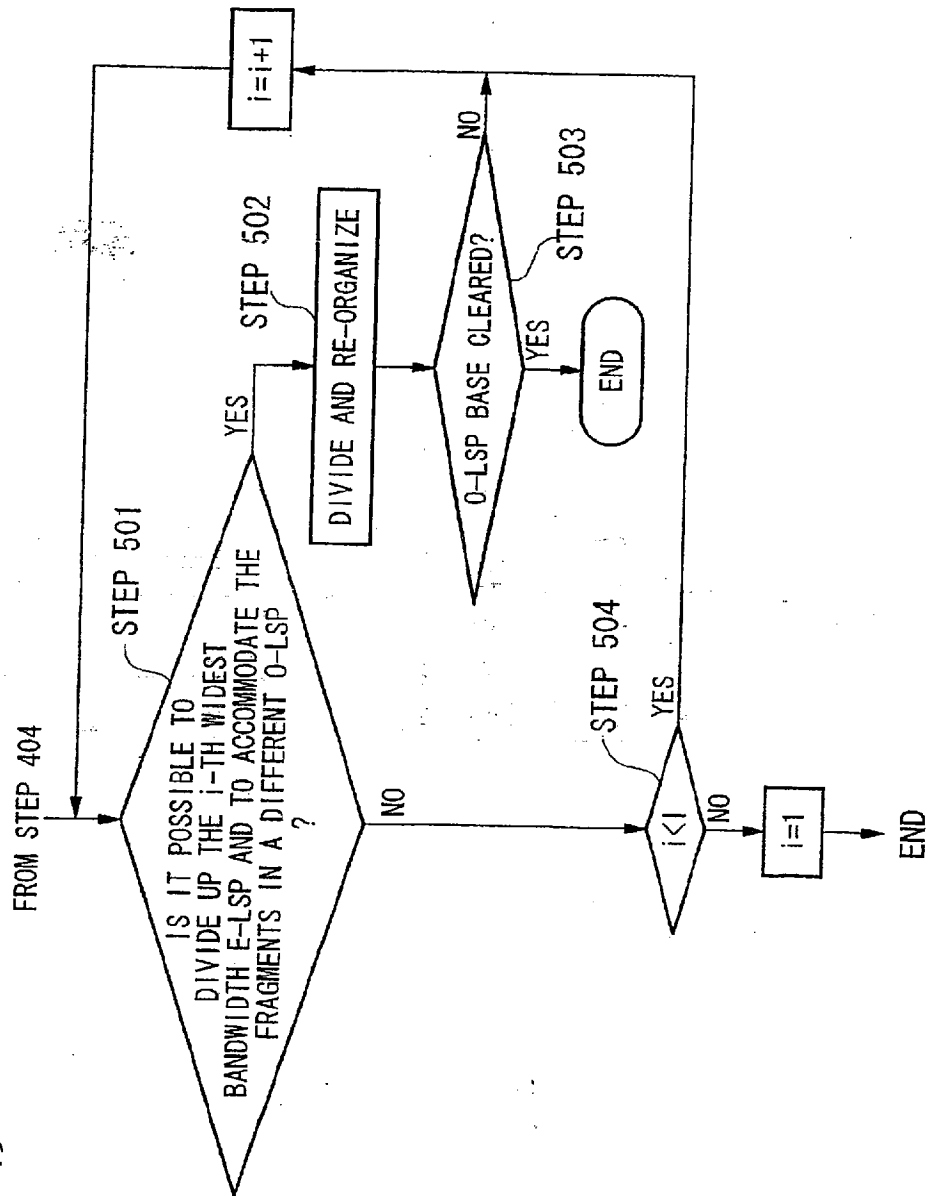 FROM STEP 404
STEP 501
IS IT POSSIBLE TO
DIVIDE UP THE i-TH WIDEST
BANDWIDTH E-LSP AND TO ACCOMMODATE THE
FRAGMENTS IN A DIFFERENT O-LSP
?
YES
NO
STEP 502
DIVIDE AND RE-ORGANIZE
O-LSP BASE CLEARED?
STEP 503
NO
YES
END
i=i+1
STEP 504
i<I
YES
NO
i=1
END